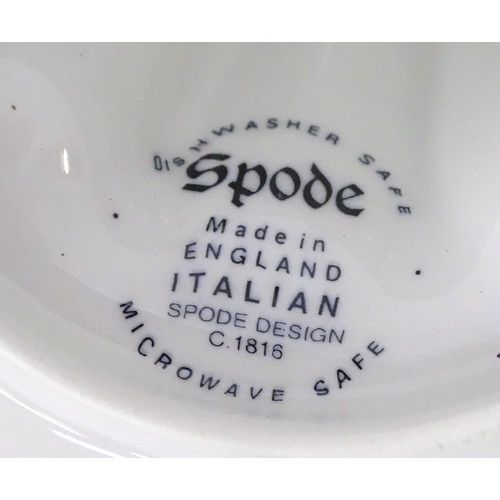 DISHWASHER SAFE
Spode
Made in
ENGLAND
ITALIAN
SPODE DESIGN
C.1816
MICROWAVE SAFE